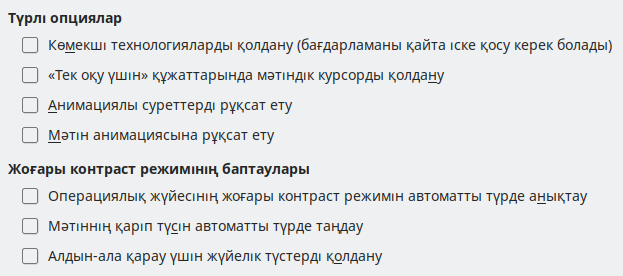 Түрлі опциялар
Көмекші технологияларды қолдану (бағдарламаны қайта іске қосу керек болады)
«Тек оқу үшін» құжаттарында мәтіндік курсорды қолдану
Анимациялы суреттерді рұқсат ету
Мәтін анимациясына рұқсат ету
Жоғары контраст режимінің баптаулары
Операциялық жүйесінің жоғары контраст режимін автоматты түрде анықтау
Мәтіннің қаріп түсін автоматты түрде таңдау
Алдын-ала қарау үшін жүйелік түстерді қолдану